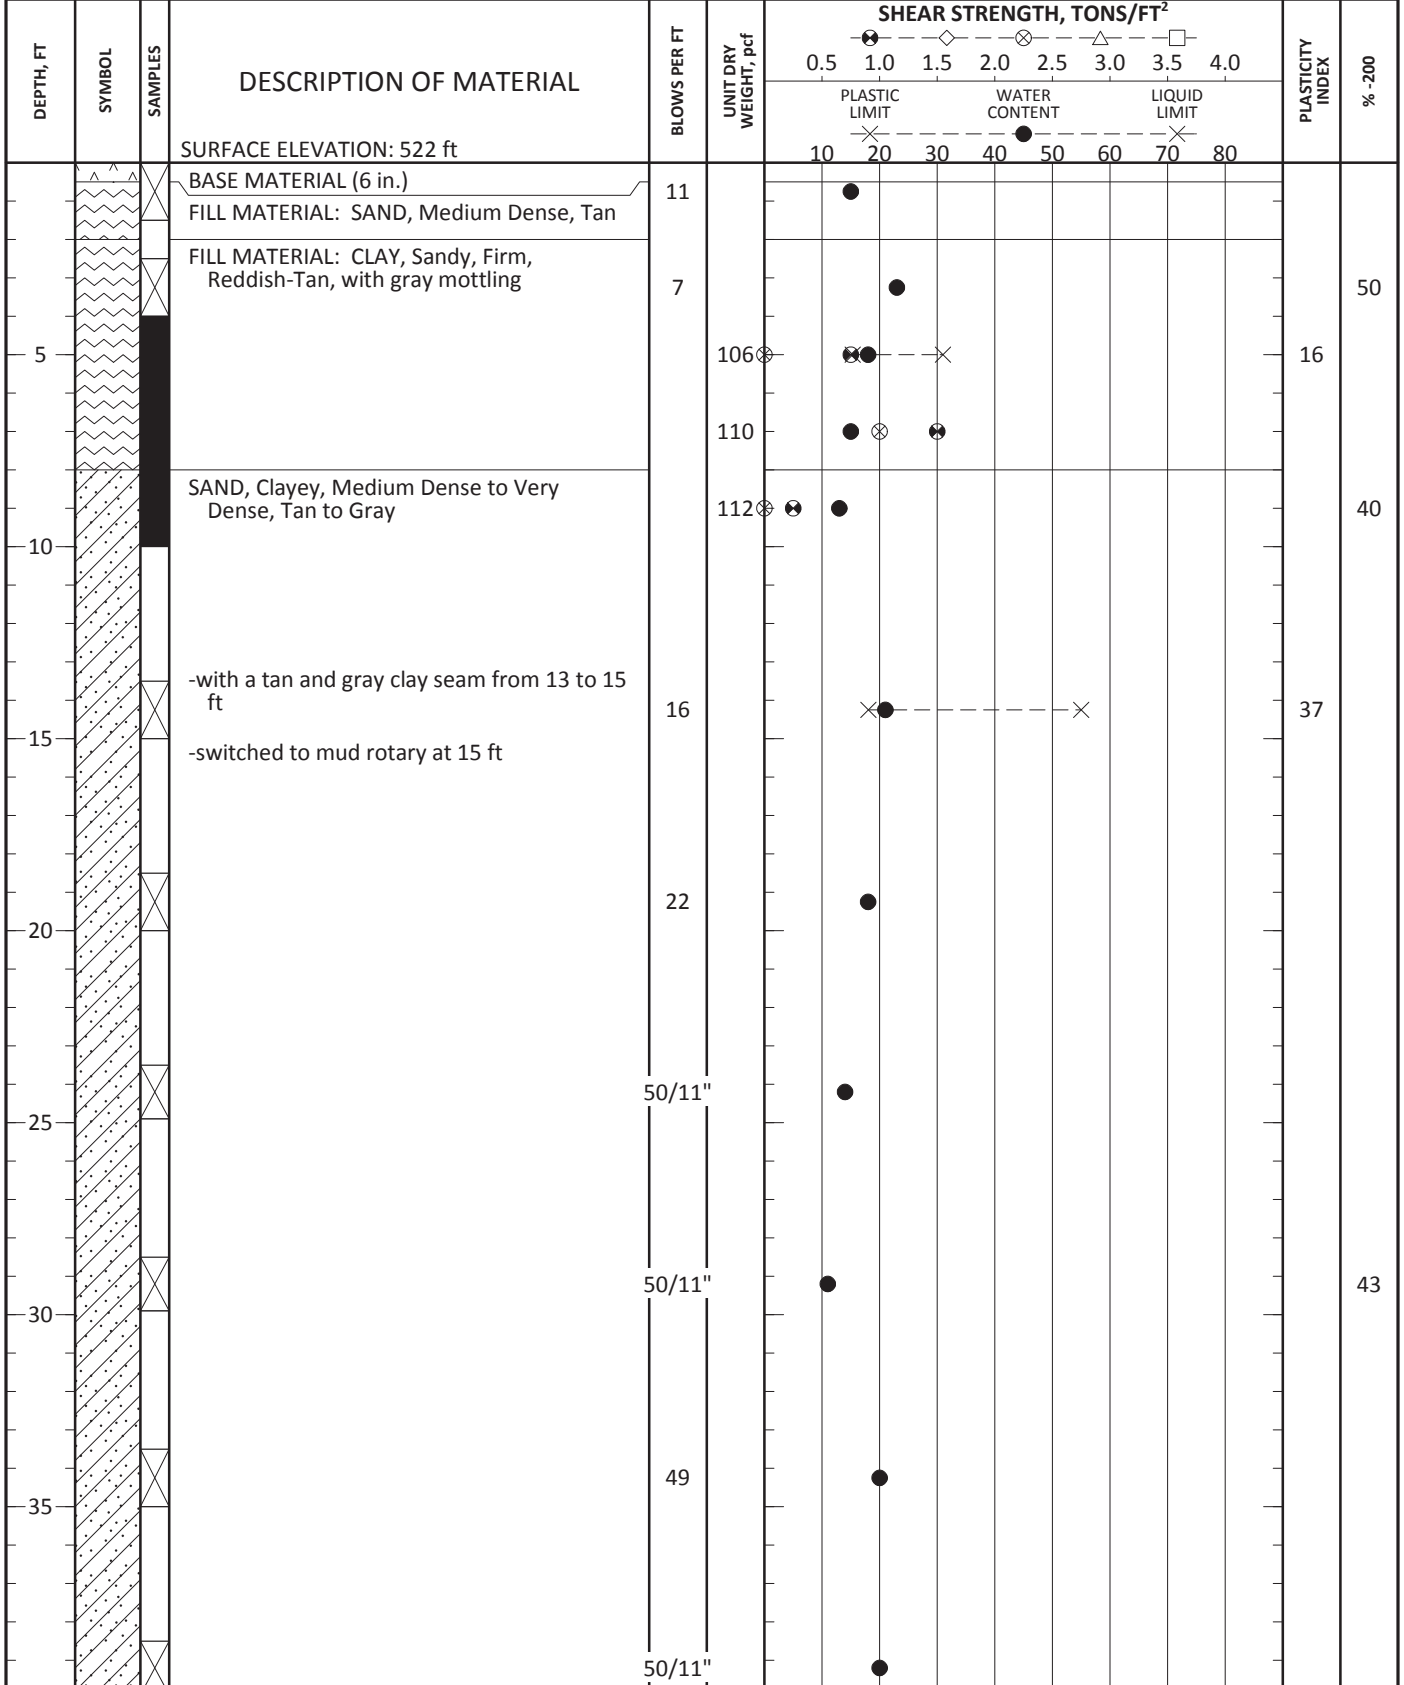 DEPTH, FT
SYMBOL
SAMPLES
DESCRIPTION OF MATERIAL
SURFACE ELEVATION: 522 ft
BLOWS PER FT
UNIT DRY
WEIGHT, pcf
SHEAR STRENGTH, TONS/FT²
0.5 1.0 1.5 2.0 2.5 3.0 3.5 4.0
PLASTIC
LIMIT
WATER
CONTENT
LIQUID
LIMIT
10 20 30 40 50 60 70 80
PLASTICITY
INDEX
% -200
BASE MATERIAL (6 in.)
11
FILL MATERIAL: SAND, Medium Dense, Tan
FILL MATERIAL: CLAY, Sandy, Firm,
Reddish-Tan, with gray mottling
7
50
5
106
16
110
SAND, Clayey, Medium Dense to Very
Dense, Tan to Gray
112
40
10
-with a tan and gray clay seam from 13 to 15
ft
16
37
15
-switched to mud rotary at 15 ft
22
20
50/11"
25
50/11"
43
30
49
35
50/11"